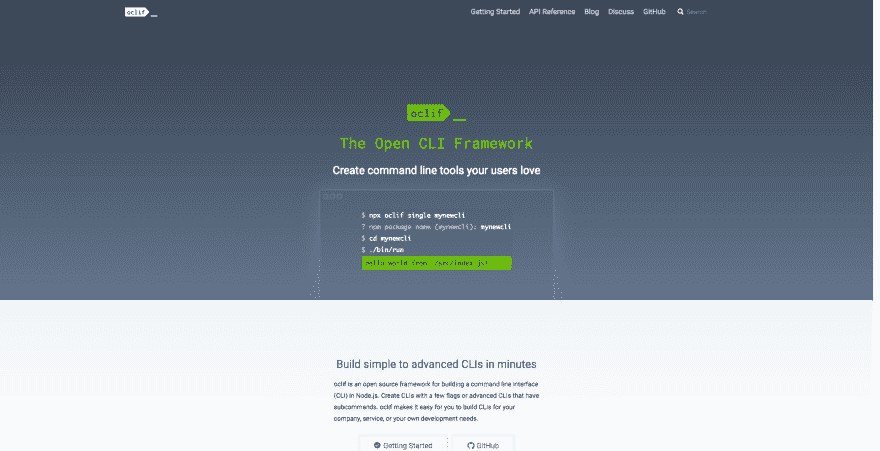 oclif
Getting Started API Reference Blog Discuss GitHub Search
oclif
The Open CLI Framework
Create command line tools your users love
$ npx oclif single mynewcli
? npm package name (mynewcli): mynewcli
$ cd mynewcli
$ ./bin/run
hello world from ./src/index.js!
Build simple to advanced CLIs in minutes
oclif is an open source framework for building a command line interface
(CLI) in Node.js. Create CLIs with a few flags or advanced CLIs that have
subcommands. oclif makes it easy for you to build CLIs for your
company, service, or your own development needs.
Getting Started GitHub